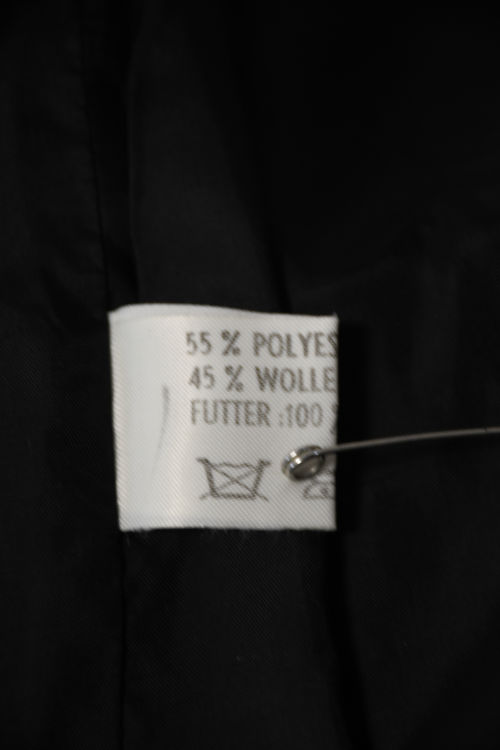 55 % POLYES
45 % WOLLE
FUTTER :100